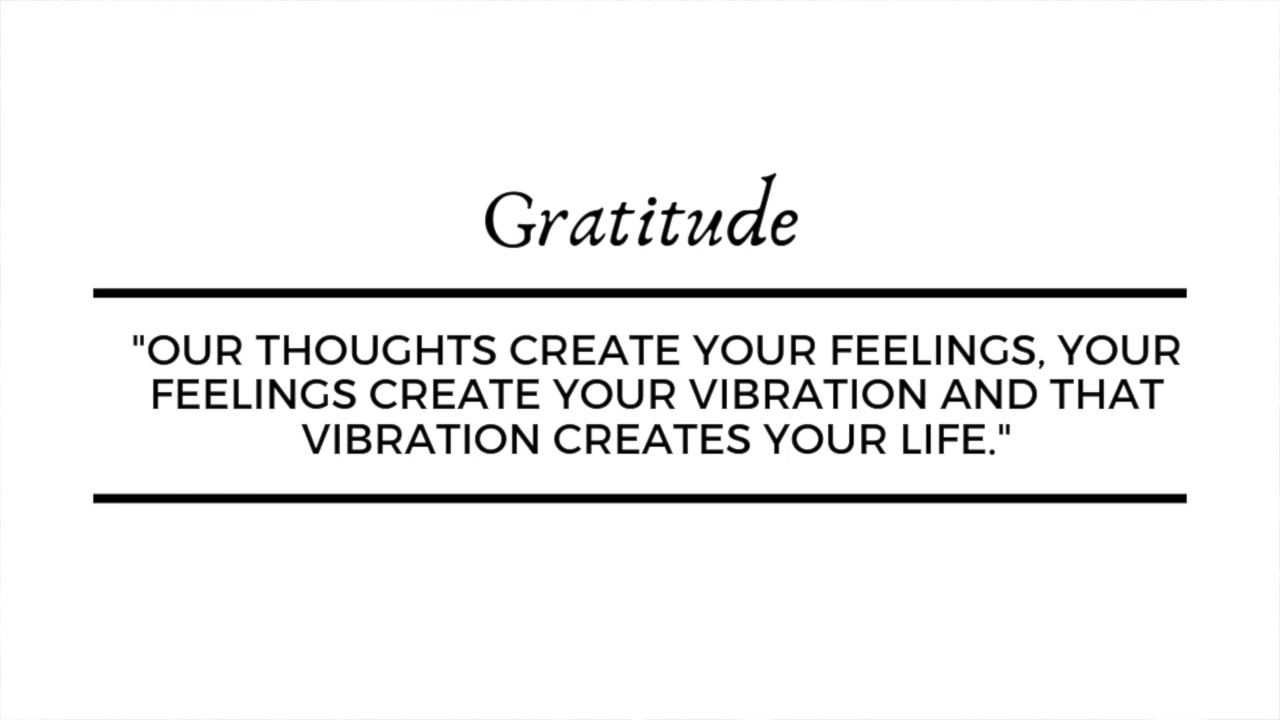 Gratitude
"OUR THOUGHTS CREATE YOUR FEELINGS, YOUR
FEELINGS CREATE YOUR VIBRATION AND THAT
VIBRATION CREATES YOUR LIFE."